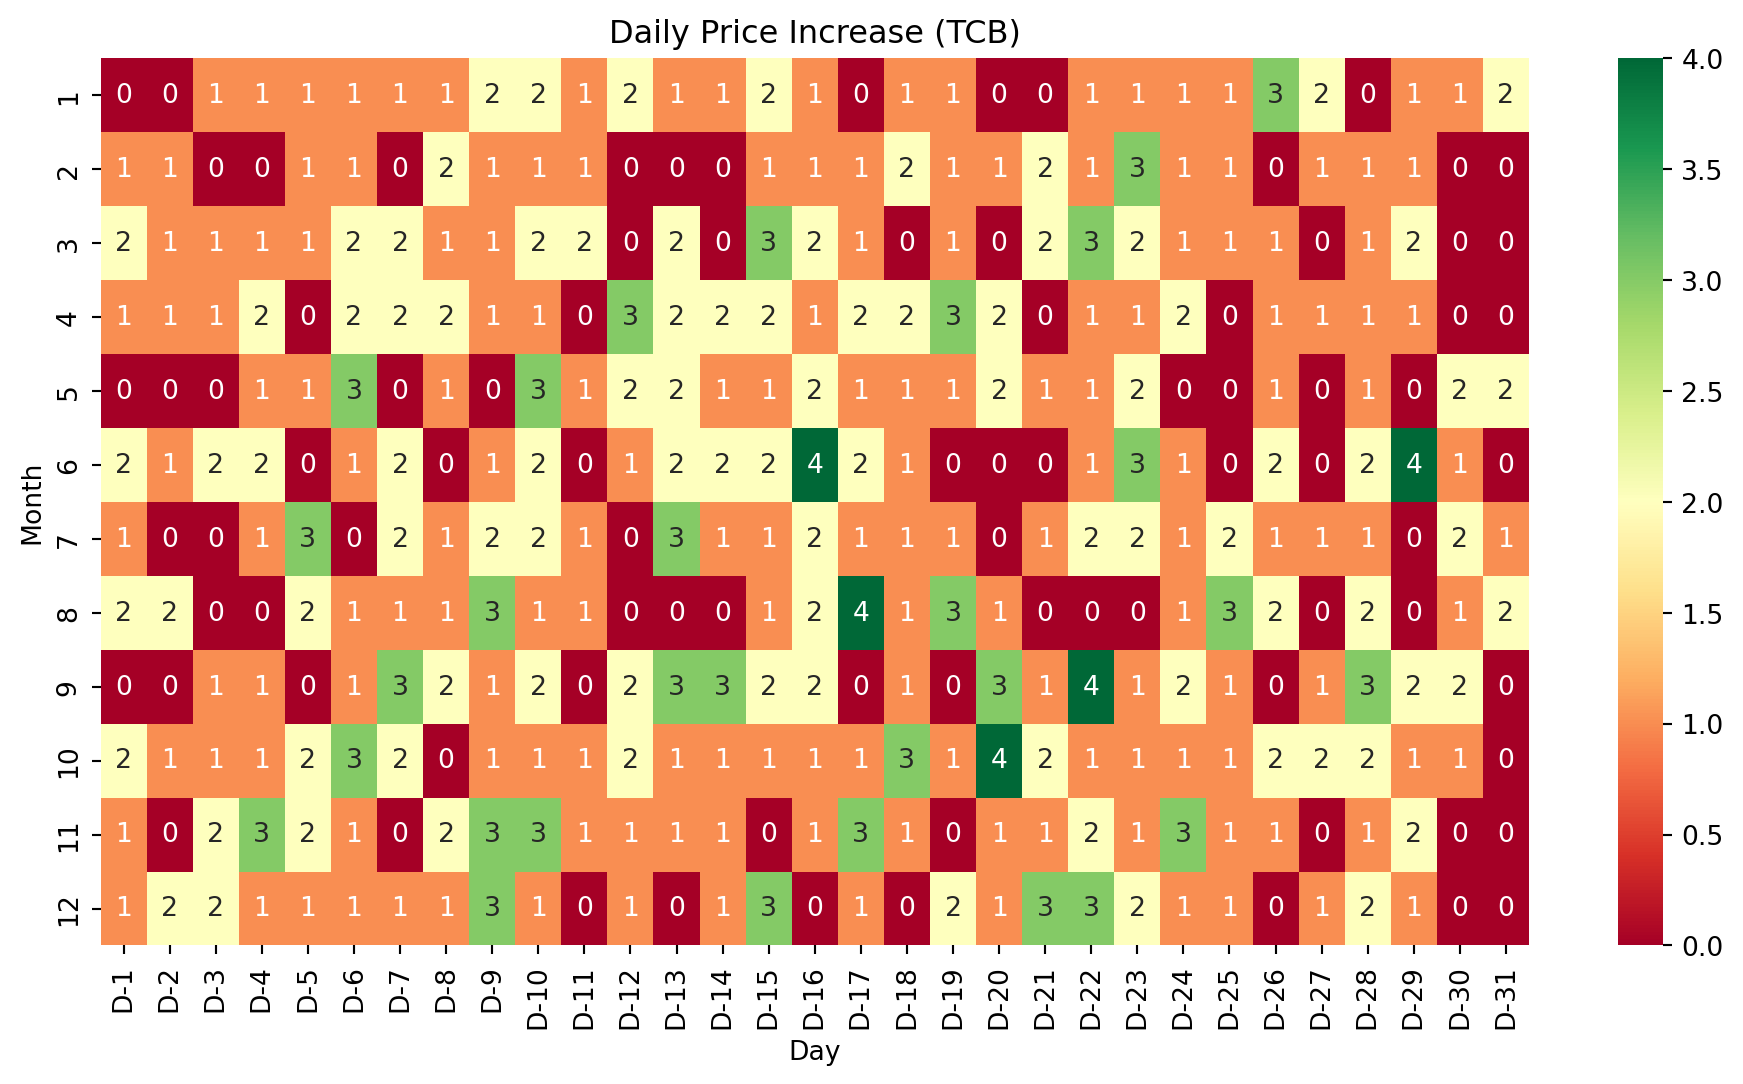 Daily Price Increase (TCB)
1 0 0 1 1 1 1 1 1 2 2 1 2 1 1 2 1 0 1 1 0 0 1 1 1 1 3 2 0 1 1 2
2 1 1 0 0 1 1 0 2 1 1 1 0 0 0 1 1 1 2 1 1 2 1 3 1 1 0 1 1 1 0 0
3 2 1 1 1 1 2 2 1 1 2 2 0 2 0 3 2 1 0 1 0 2 3 2 1 1 1 0 1 2 0 0
4 1 1 1 2 0 2 2 2 1 1 0 3 2 2 2 1 2 2 3 2 0 1 1 2 0 1 1 1 1 0 0
5 0 0 0 1 1 3 0 1 0 3 1 2 2 1 1 2 1 1 1 2 1 1 2 0 0 1 0 1 0 2 2
6 2 1 2 2 0 1 2 0 1 2 0 1 2 2 2 4 2 1 0 0 0 1 3 1 0 2 0 2 4 1 0
7 1 0 0 1 3 0 2 1 2 2 1 0 3 1 1 2 1 1 1 0 1 2 2 1 2 1 1 1 0 2 1
8 2 2 0 0 2 1 1 1 3 1 1 0 0 0 1 2 4 1 3 1 0 0 0 1 3 2 0 2 0 1 2
9 0 0 1 1 0 1 3 2 1 2 0 2 3 3 2 2 0 1 0 3 1 4 1 2 1 0 1 3 2 2 0
10 2 1 1 1 2 3 2 0 1 1 1 2 1 1 1 1 1 3 1 4 2 1 1 1 1 2 2 2 1 1 0
11 1 0 2 3 2 1 0 2 3 3 1 1 1 1 0 1 3 1 0 1 1 2 1 3 1 1 0 1 2 0 0
12 1 2 2 1 1 1 1 1 3 1 0 1 0 1 3 0 1 0 2 1 3 3 2 1 1 0 1 2 1 0 0
Month
D-1 D-2 D-3 D-4 D-5 D-6 D-7 D-8 D-9 D-10 D-11 D-12 D-13 D-14 D-15 D-16 D-17 D-18 D-19 D-20 D-21 D-22 D-23 D-24 D-25 D-26 D-27 D-28 D-29 D-30 D-31
Day
4.0
3.5
3.0
2.5
2.0
1.5
1.0
0.5
0.0